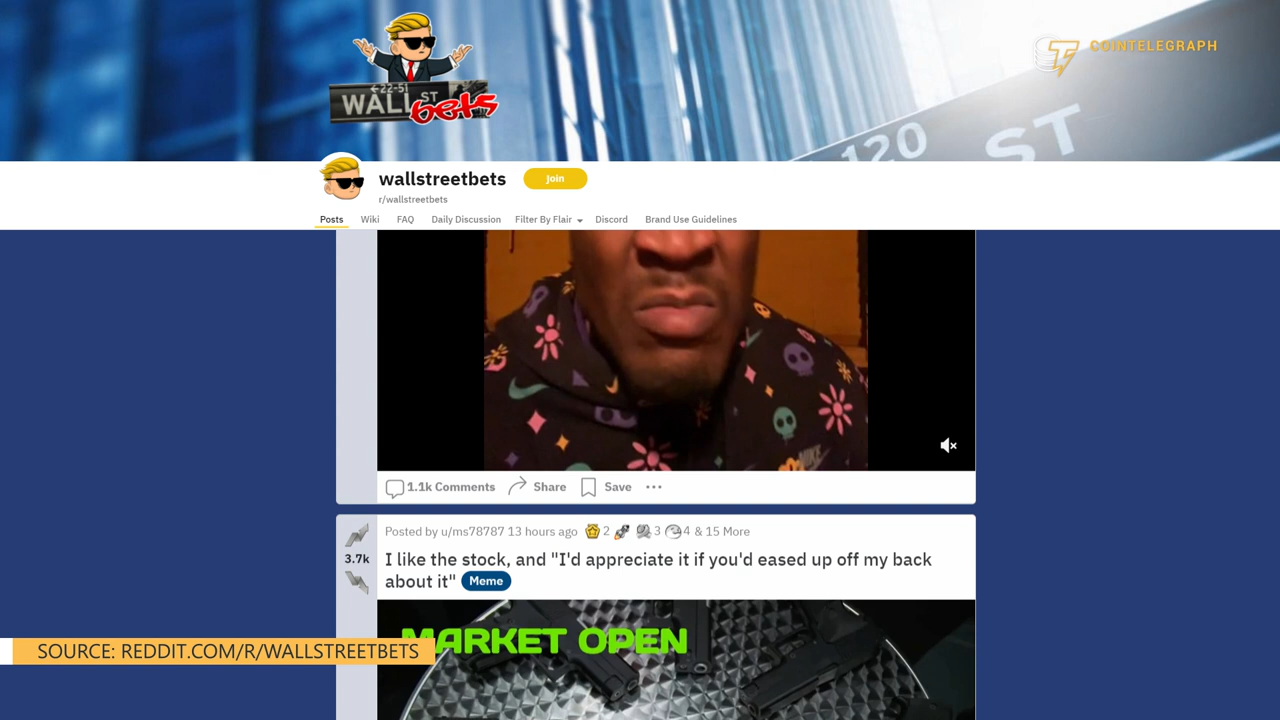 ←22-51
WALL ST
bets
COINTELEGRAPH
120 ST
wallstreetbets
Join
r/wallstreetbets
Posts Wiki FAQ Daily Discussion Filter By Flair Discord Brand Use Guidelines
NIKE
1.1k Comments Share Save ...
Posted by u/ms78787 13 hours ago 2 3 4 & 15 More
3.7k
I like the stock, and "I'd appreciate it if you'd eased up off my back
about it" Meme
MARKET OPEN
SOURCE: REDDIT.COM/R/WALLSTREETBETS